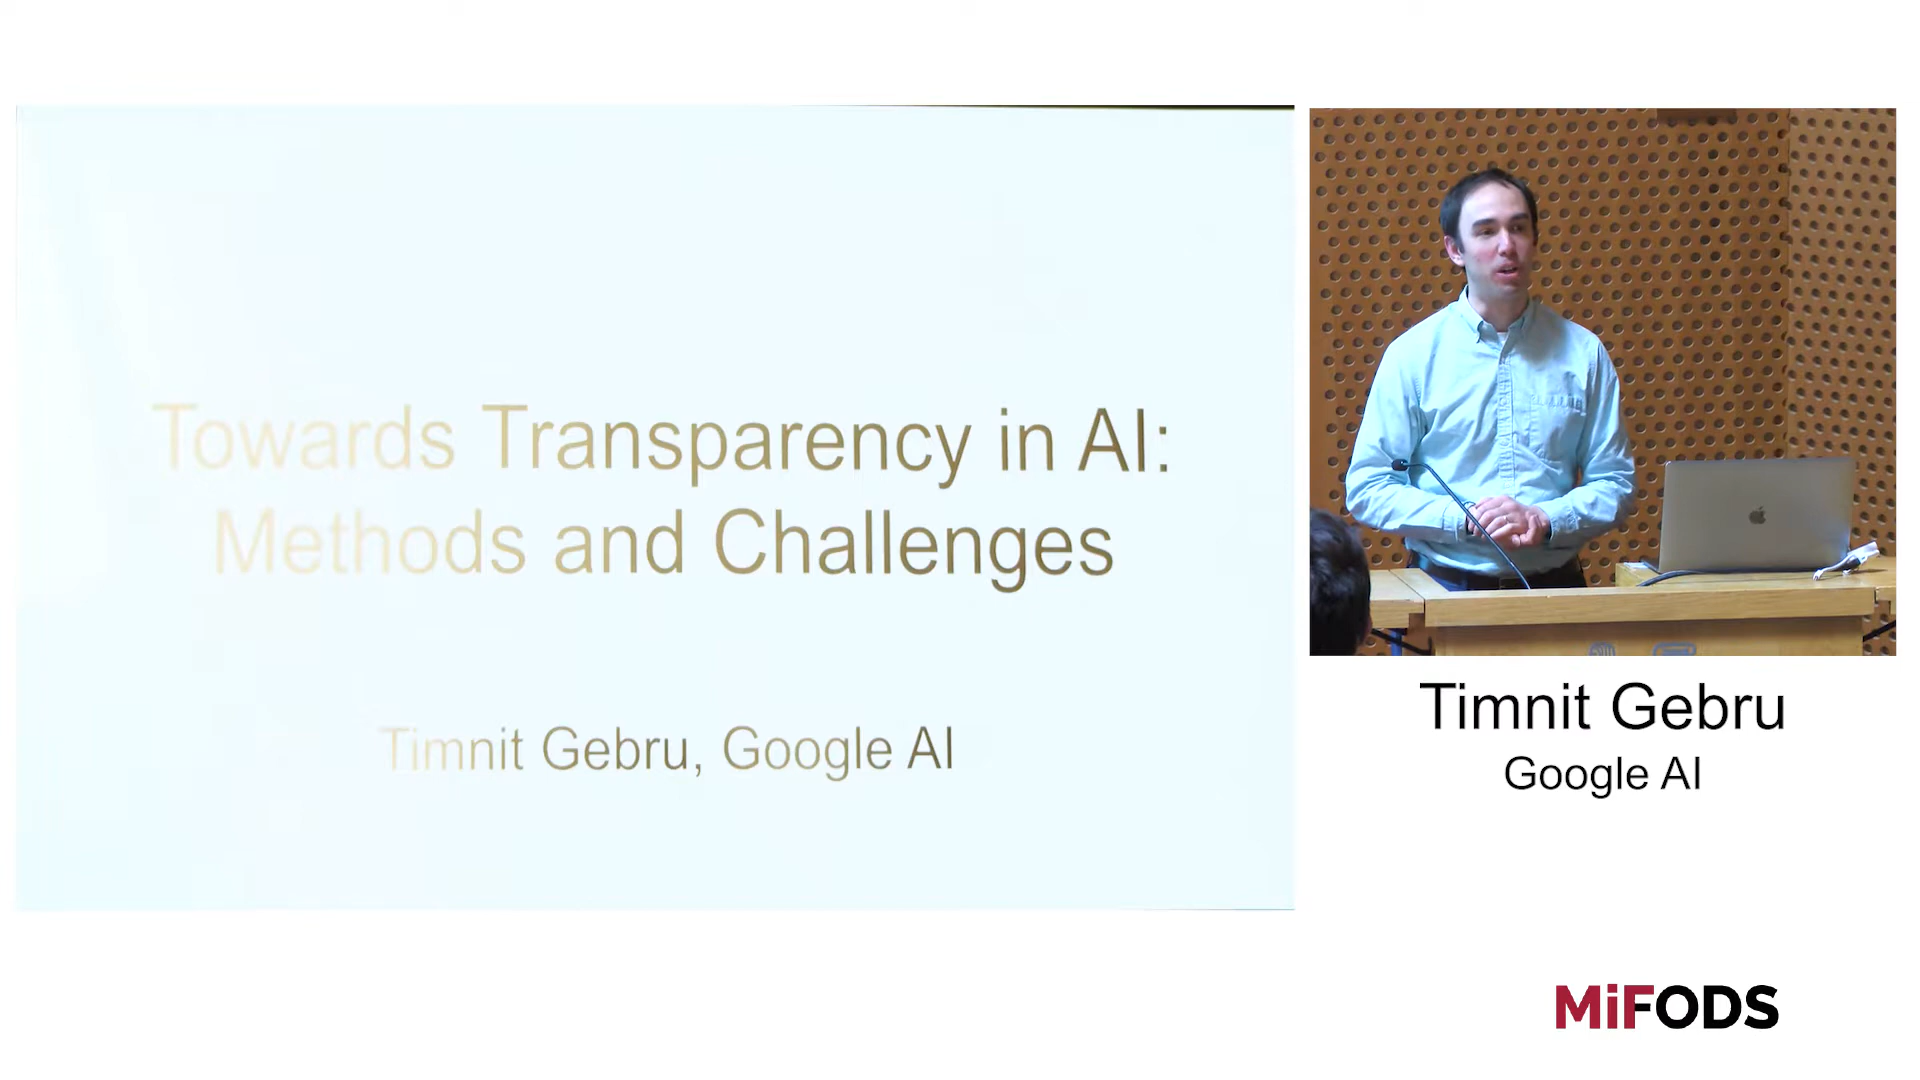 Towards Transparency in AI:
Methods and Challenges
Timnit Gebru, Google AI
Timnit Gebru
Google AI
MiFODS